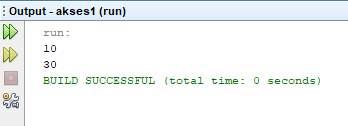 Output - akses1 (run)
run:
10
30
BUILD SUCCESSFUL (total time: 0 seconds)